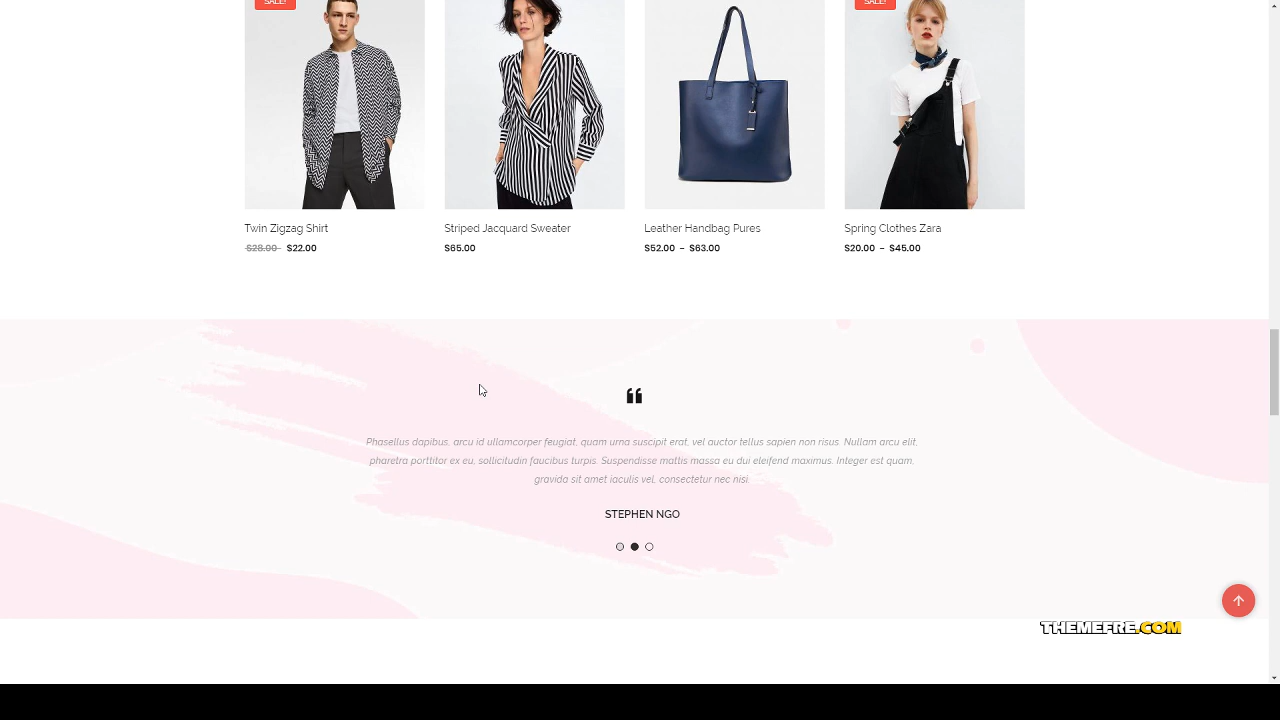 SALE!
SALE!
Twin Zigzag Shirt
Striped Jacquard Sweater
Leather Handbag Pures
Spring Clothes Zara
$28.00 $22.00
$65.00
$52.00 – $63.00
$20.00 – $45.00
"
Phasellus dapibus, arcu id ullamcorper feugiat, quam urna suscipit erat, vel auctor tellus sapien non risus. Nullam arcu elit,
pharetra porttitor ex eu, sollicitudin faucibus turpis. Suspendisse mattis massa eu dui eleifend maximus. Integer est quam,
gravida sit amet iaculis vel, consectetur nec nisi.
STEPHEN NGO
THEMEFRE.COM